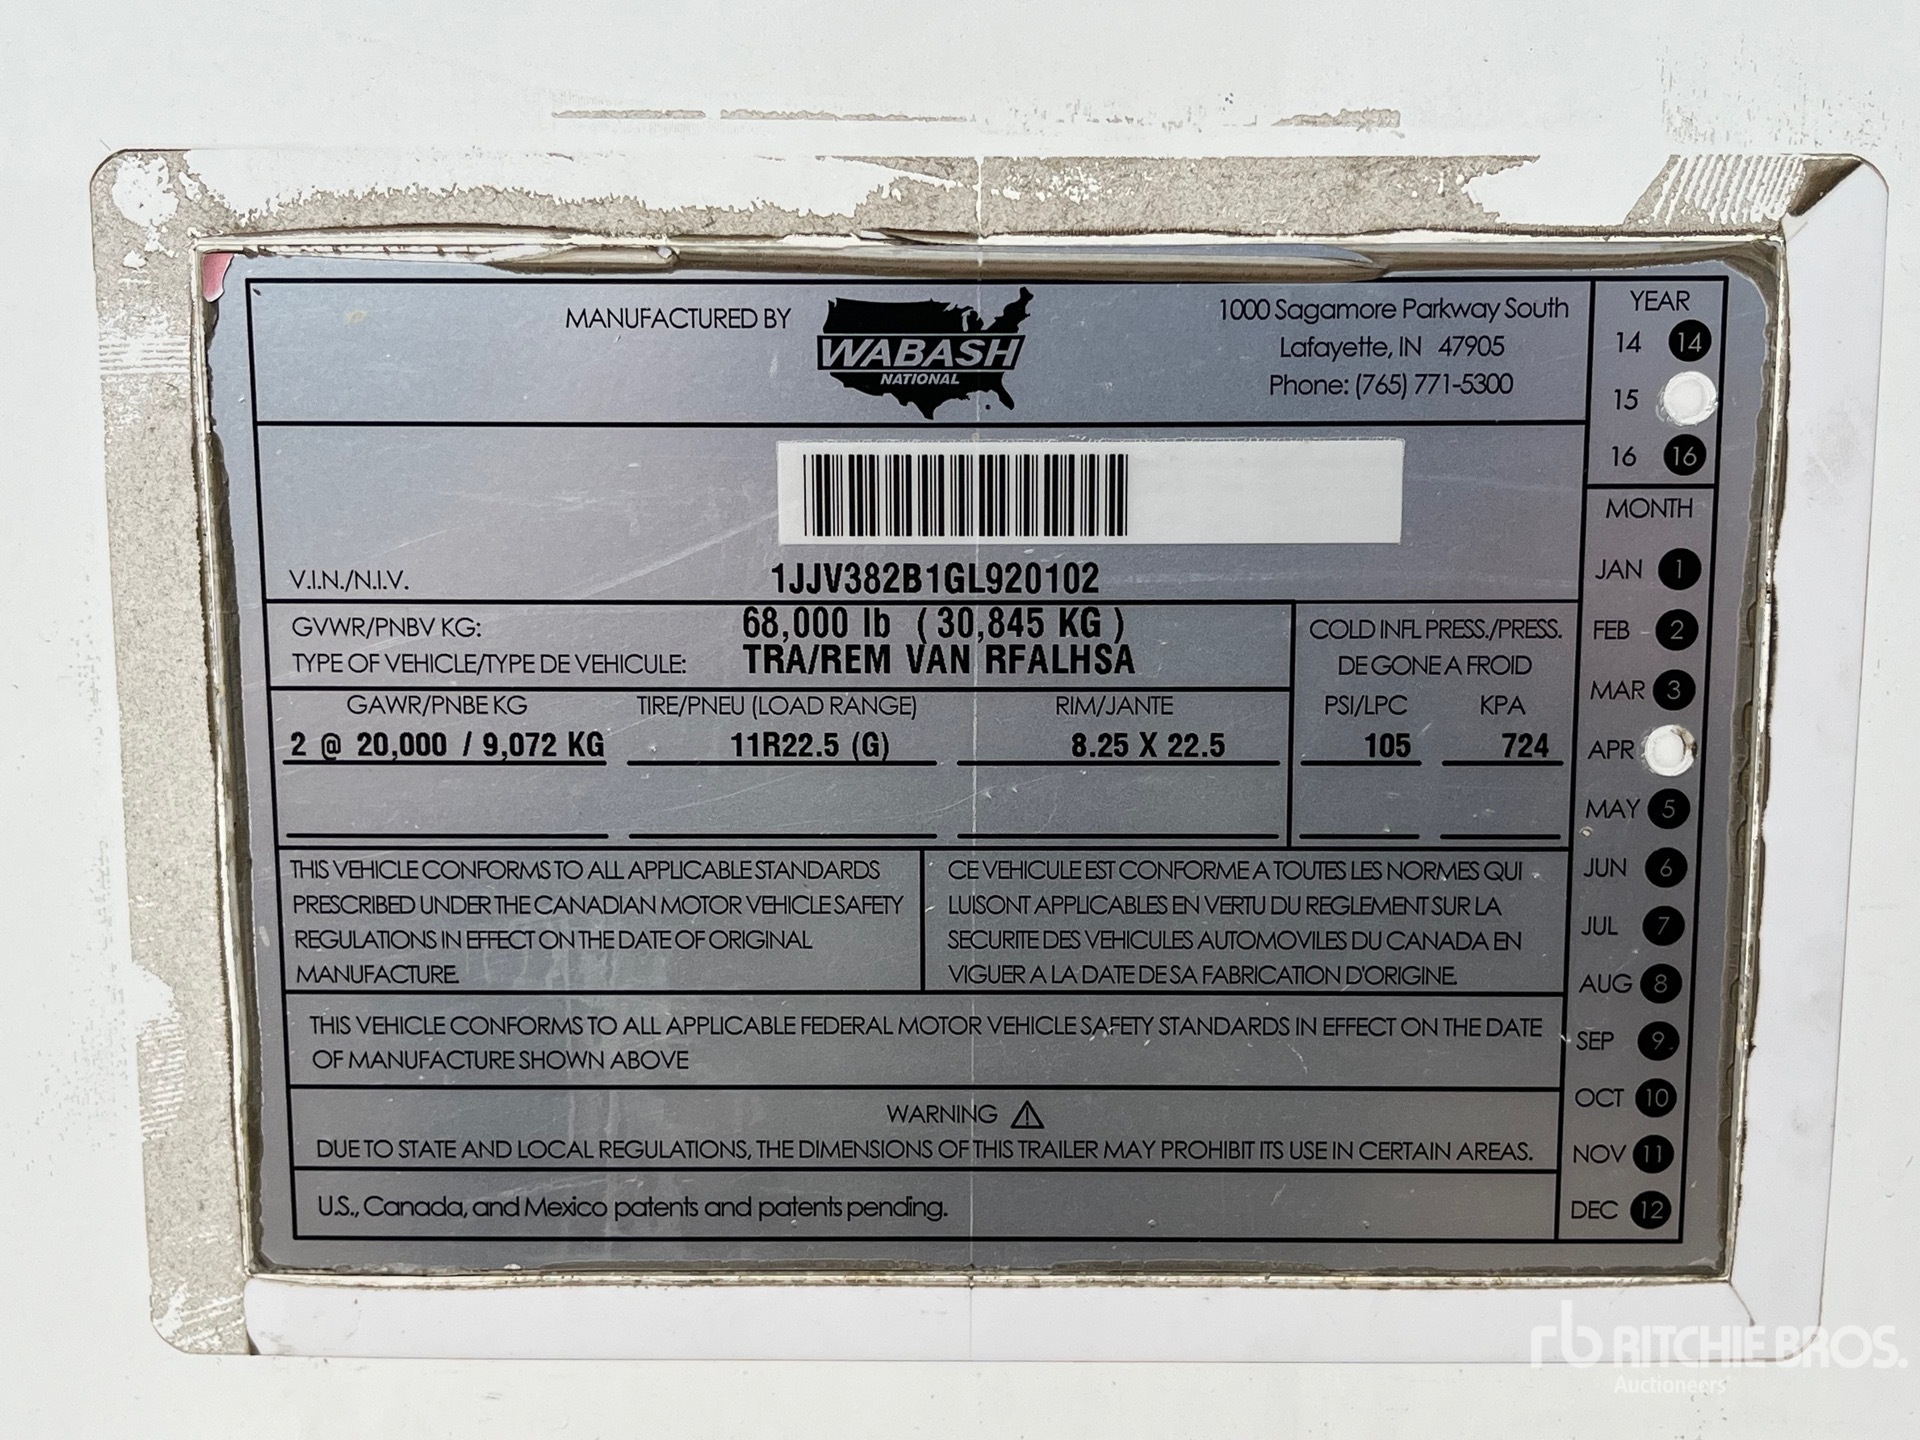 MANUFACTURED BY
WABASH
NATIONAL
1000 Sagamore Parkway South
Lafayette, IN 47905
Phone: (765) 771-5300
YEAR
14 14
15
16 16
V.I.N./N.I.V. 1JJV382B1GL920102
GVWR/PNBV KG: 68,000 lb ( 30,845 KG )
TYPE OF VEHICLE/TYPE DE VEHICULE: TRA/REM VAN RFALHSA
COLD INFL PRESS./PRESS.
DE GONE A FROID
GAWR/PNBE KG TIRE/PNEU (LOAD RANGE) RIM/JANTE PSI/LPC KPA
2 @ 20,000 / 9,072 KG 11R22.5 (G) 8.25 X 22.5 105 724
THIS VEHICLE CONFORMS TO ALL APPLICABLE STANDARDS
PRESCRIBED UNDER THE CANADIAN MOTOR VEHICLE SAFETY
REGULATIONS IN EFFECT ON THE DATE OF ORIGINAL
MANUFACTURE.
CE VEHICULE EST CONFORME A TOUTES LES NORMES QUI
LUISONT APPLICABLES EN VERTU DU REGLEMENT SUR LA
SECURITE DES VEHICULES AUTOMOVILES DU CANADA EN
VIGUER A LA DATE DE SA FABRICATION D'ORIGINE.
THIS VEHICLE CONFORMS TO ALL APPLICABLE FEDERAL MOTOR VEHICLE SAFETY STANDARDS IN EFFECT ON THE DATE
OF MANUFACTURE SHOWN ABOVE
WARNING
DUE TO STATE AND LOCAL REGULATIONS, THE DIMENSIONS OF THIS TRAILER MAY PROHIBIT ITS USE IN CERTAIN AREAS.
U.S., Canada, and Mexico patents and patents pending.
MONTH
JAN 1
FEB 2
MAR 3
APR
MAY 5
JUN 6
JUL 7
AUG 8
SEP 9
OCT 10
NOV 11
DEC 12
rb RITCHIE BROS.
Auctioneers